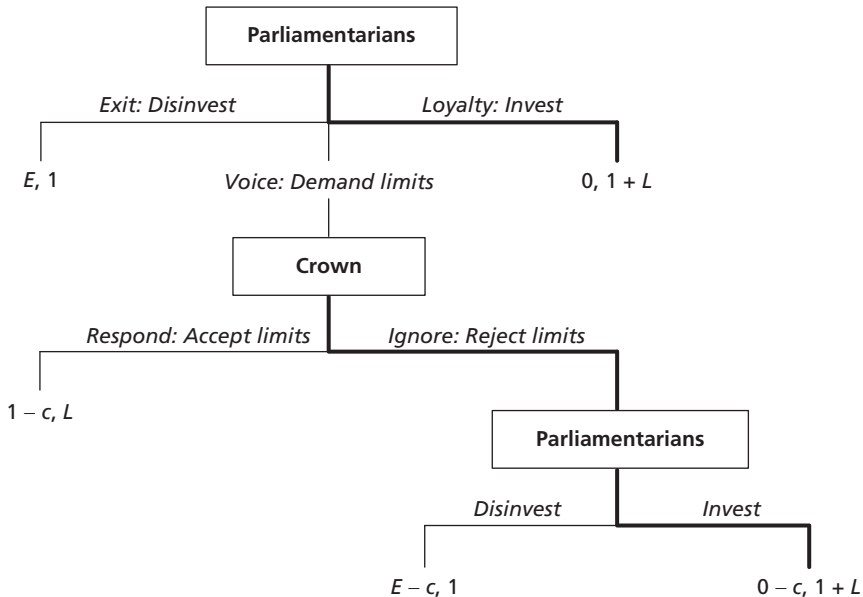 Parliamentarians
Exit: Disinvest
Loyalty: Invest
E, 1
Voice: Demand limits
0, 1 + L
Crown
Respond: Accept limits
Ignore: Reject limits
1 – c, L
Parliamentarians
Disinvest
Invest
E – c, 1
0 – c, 1 + L